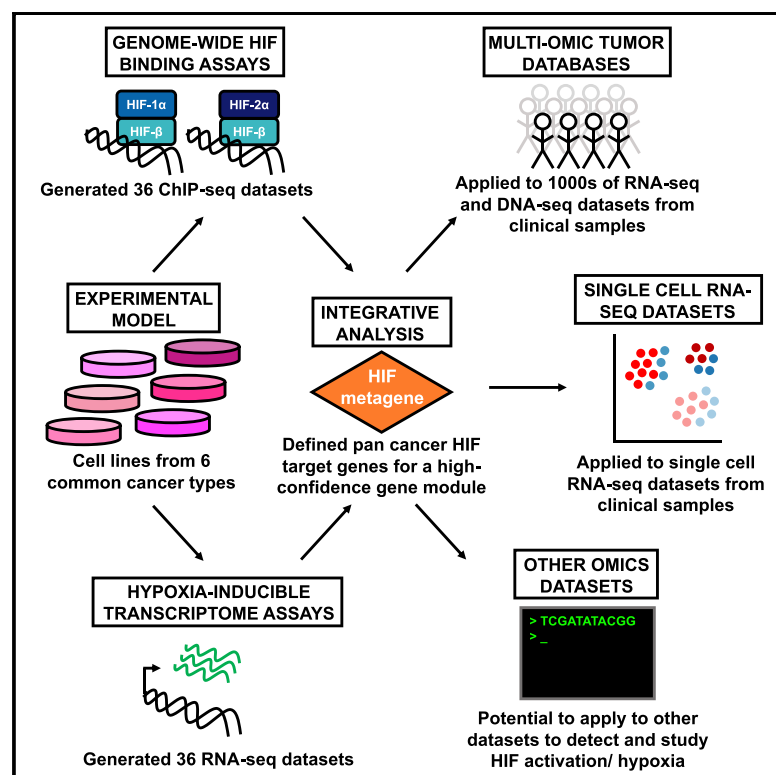 GENOME-WIDE HIF
BINDING ASSAYS
HIF-1α
HIF-β
HIF-2α
HIF-β
Generated 36 ChIP-seq datasets
MULTI-OMIC TUMOR
DATABASES
Applied to 1000s of RNA-seq
and DNA-seq datasets from
clinical samples
EXPERIMENTAL
MODEL
Cell lines from 6
common cancer types
INTEGRATIVE
ANALYSIS
HIF
metagene
Defined pan cancer HIF
target genes for a high-
confidence gene module
SINGLE CELL RNA-
SEQ DATASETS
Applied to single cell
RNA-seq datasets from
clinical samples
HYPOXIA-INDUCIBLE
TRANSCRIPTOME ASSAYS
Generated 36 RNA-seq datasets
OTHER OMICS
DATASETS
> TCGATATACGG
> _
Potential to apply to other
datasets to detect and study
HIF activation/ hypoxia